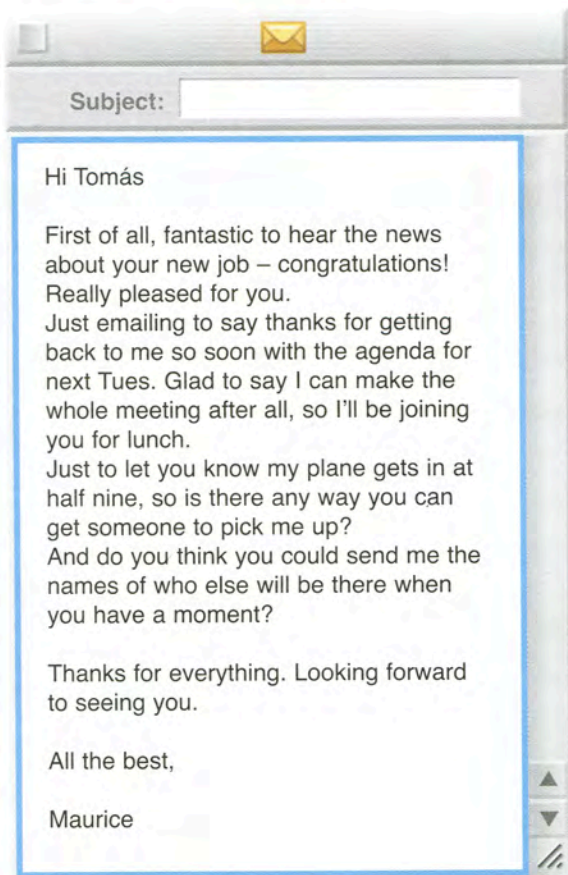 Subject:
Hi Tomás
First of all, fantastic to hear the news
about your new job – congratulations!
Really pleased for you.
Just emailing to say thanks for getting
back to me so soon with the agenda for
next Tues. Glad to say I can make the
whole meeting after all, so I'll be joining
you for lunch.
Just to let you know my plane gets in at
half nine, so is there any way you can
get someone to pick me up?
And do you think you could send me the
names of who else will be there when
you have a moment?
Thanks for everything. Looking forward
to seeing you.
All the best,
Maurice